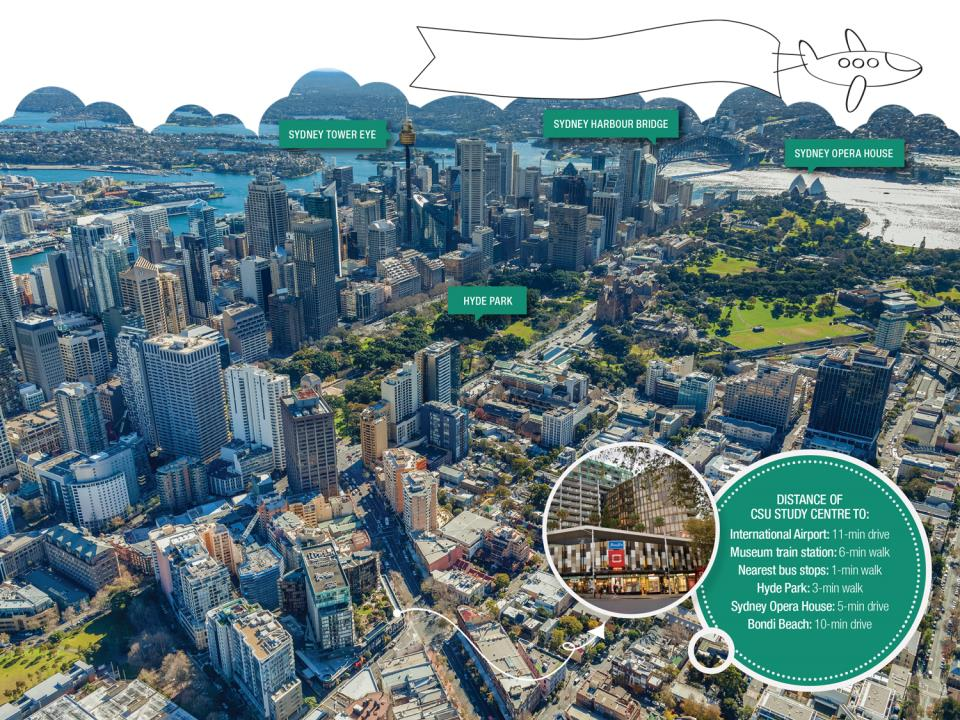 SYDNEY TOWER EYE
SYDNEY HARBOUR BRIDGE
SYDNEY OPERA HOUSE
HYDE PARK
DISTANCE OF
CSU STUDY CENTRE TO:
International Airport: 11-min drive
Museum train station: 6-min walk
Nearest bus stops: 1-min walk
Hyde Park: 3-min walk
Sydney Opera House: 5-min drive
Bondi Beach: 10-min drive